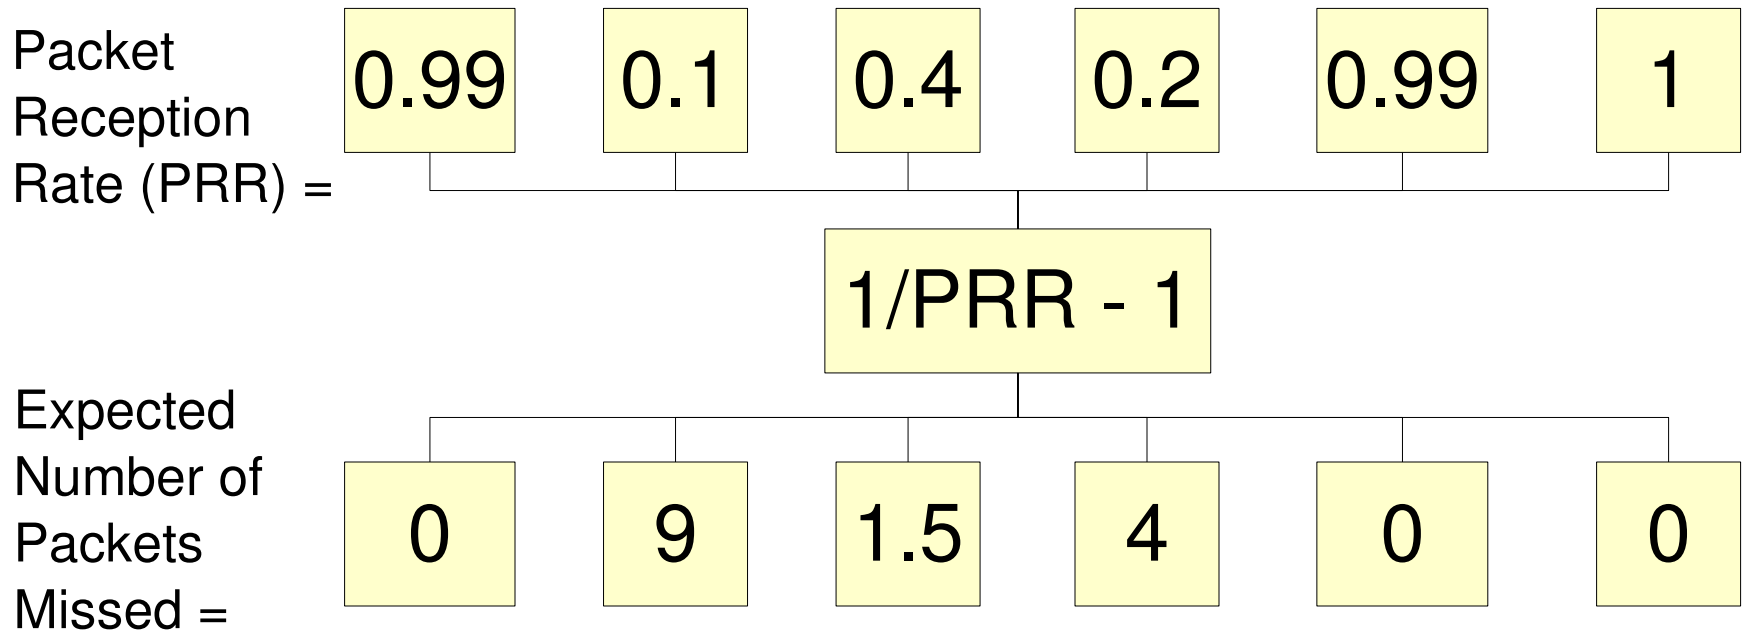 Packet
Reception
Rate (PRR) =
0.99 0.1 0.4 0.2 0.99 1
1/PRR - 1
Expected
Number of
Packets
Missed =
0 9 1.5 4 0 0